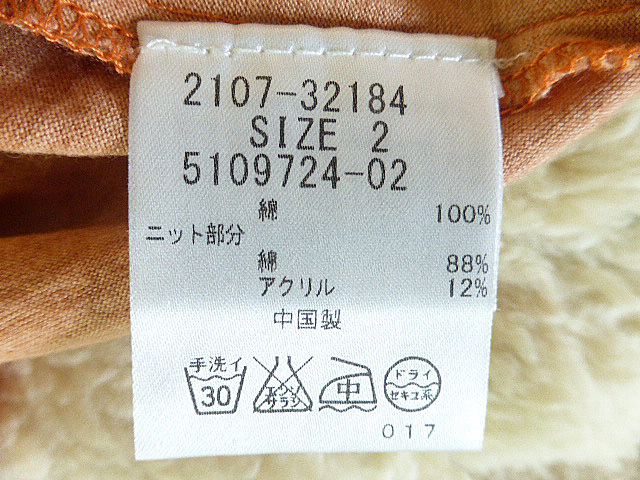 2107-32184
SIZE 2
5109724-02
綿 100%
ニット部分
綿 88%
アクリル 12%
中国製
手洗イ 30
エンソ サラシ
中
ドライ セキユ系
017